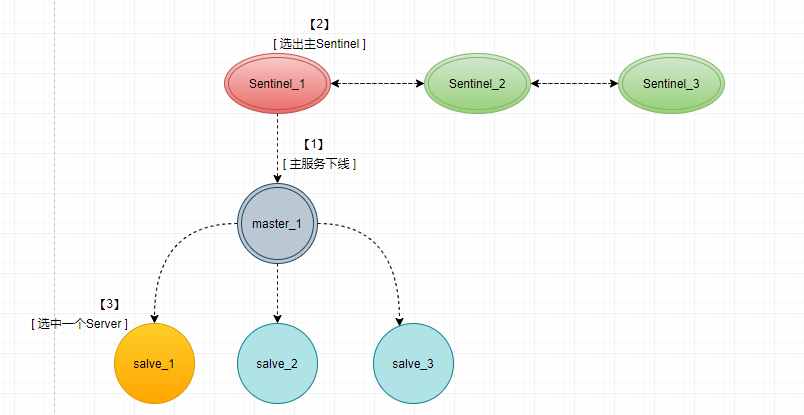 【2】
[ 选出主Sentinel ]
Sentinel_1
Sentinel_2
Sentinel_3
【1】
[ 主服务下线 ]
master_1
【3】
[ 选中一个Server ]
salve_1
salve_2
salve_3